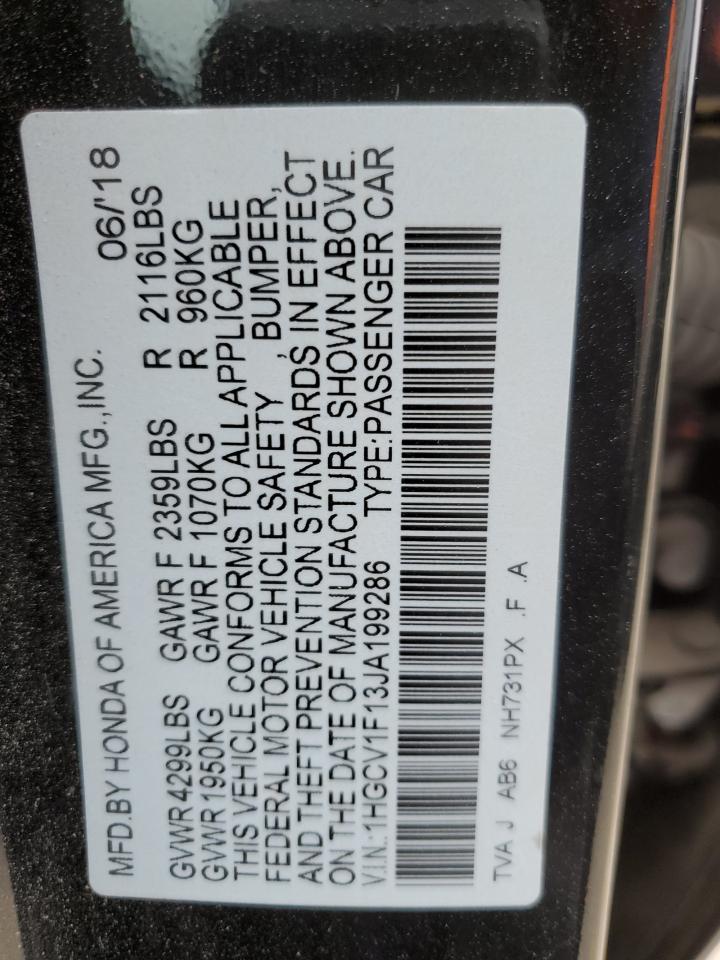 MFD.BY HONDA OF AMERICA MFG.,INC. 06/'18
GVWR 4299LBS GAWR F 2359LBS R 2116LBS
GVWR 1950KG GAWR F 1070KG R 960KG
THIS VEHICLE CONFORMS TO ALL APPLICABLE
FEDERAL MOTOR VEHICLE SAFETY , BUMPER,
AND THEFT PREVENTION STANDARDS IN EFFECT
ON THE DATE OF MANUFACTURE SHOWN ABOVE.
V.I.N:1HGCV1F13JA199286 TYPE:PASSENGER CAR
TVA J AB6 NH731PX .F .A